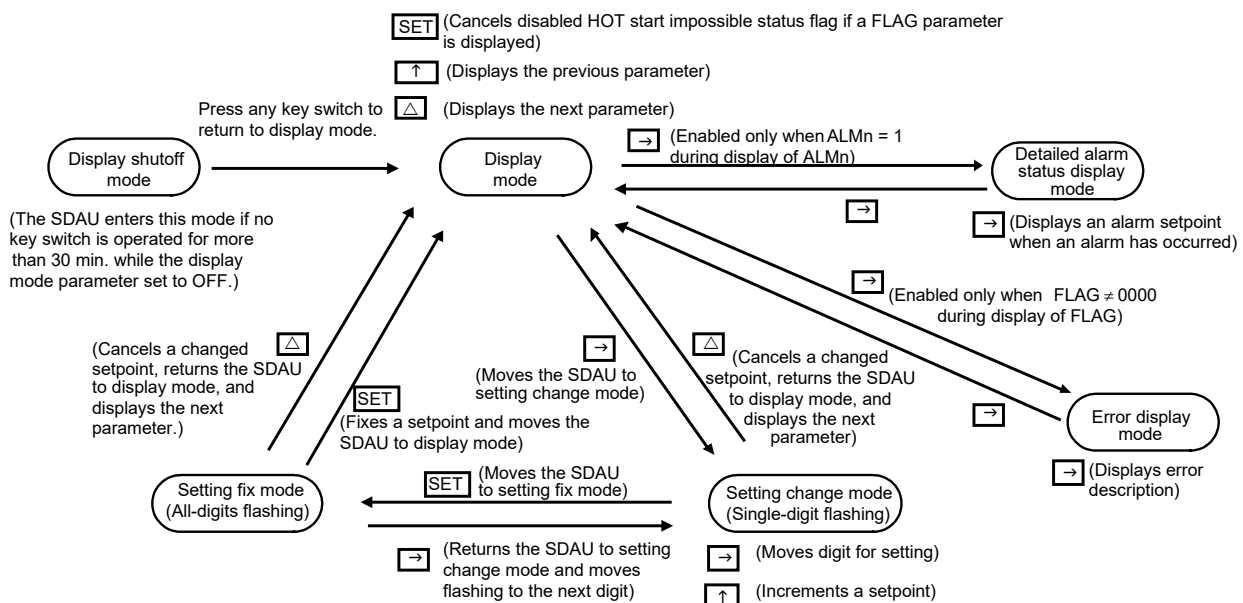 SET (Cancels disabled HOT start impossible status flag if a FLAG parameter
is displayed)
↑ (Displays the previous parameter)
△ (Displays the next parameter)
Press any key switch to
return to display mode.
Display shutoff
mode
Display
mode
→ (Enabled only when ALMn = 1
during display of ALMn)
Detailed alarm
status display
mode
→
→ (Displays an alarm setpoint
when an alarm has occurred)
(The SDAU enters this mode if no
key switch is operated for more
than 30 min. while the display
mode parameter set to OFF.)
→
(Enabled only when FLAG ≠ 0000
during display of FLAG)
(Cancels a changed △
setpoint, returns the SDAU
to display mode, and
displays the next
parameter.)
SET
(Fixes a setpoint and moves the
SDAU to display mode)
→
(Moves the SDAU to
setting change mode)
△
(Cancels a changed
setpoint, returns the SDAU
to display mode, and
displays the next
parameter)
→
Error display
mode
→ (Displays error
description)
Setting fix mode
(All-digits flashing)
SET (Moves the SDAU
to setting fix mode)
Setting change mode
(Single-digit flashing)
→ (Returns the SDAU to setting
change mode and moves
flashing to the next digit)
→ (Moves digit for setting)
↑ (Increments a setpoint)